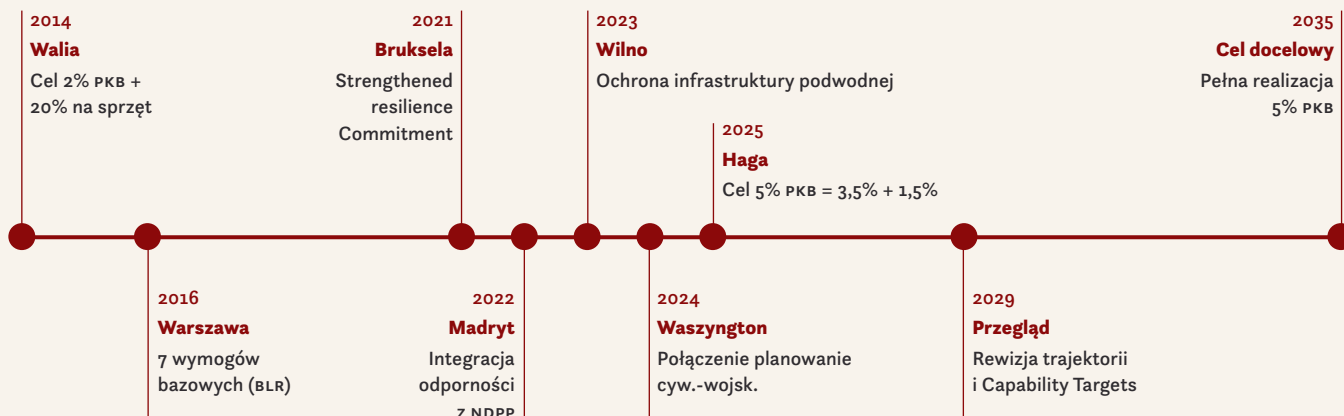 2014
Walia
Cel 2% PKB +
20% na sprzęt
2021
Bruksela
Strengthened
resilience
Commitment
2023
Wilno
Ochrona infrastruktury podwodnej
2025
Haga
Cel 5% PKB = 3,5% + 1,5%
2035
Cel docelowy
Pełna realizacja
5% PKB
2016
Warszawa
7 wymogów
bazowych (BLR)
2022
Madryt
Integracja
odporności
z NDPP
2024
Waszyngton
Połączenie planowanie
cyw.-wojsk.
2029
Przegląd
Rewizja trajektorii
i Capability Targets